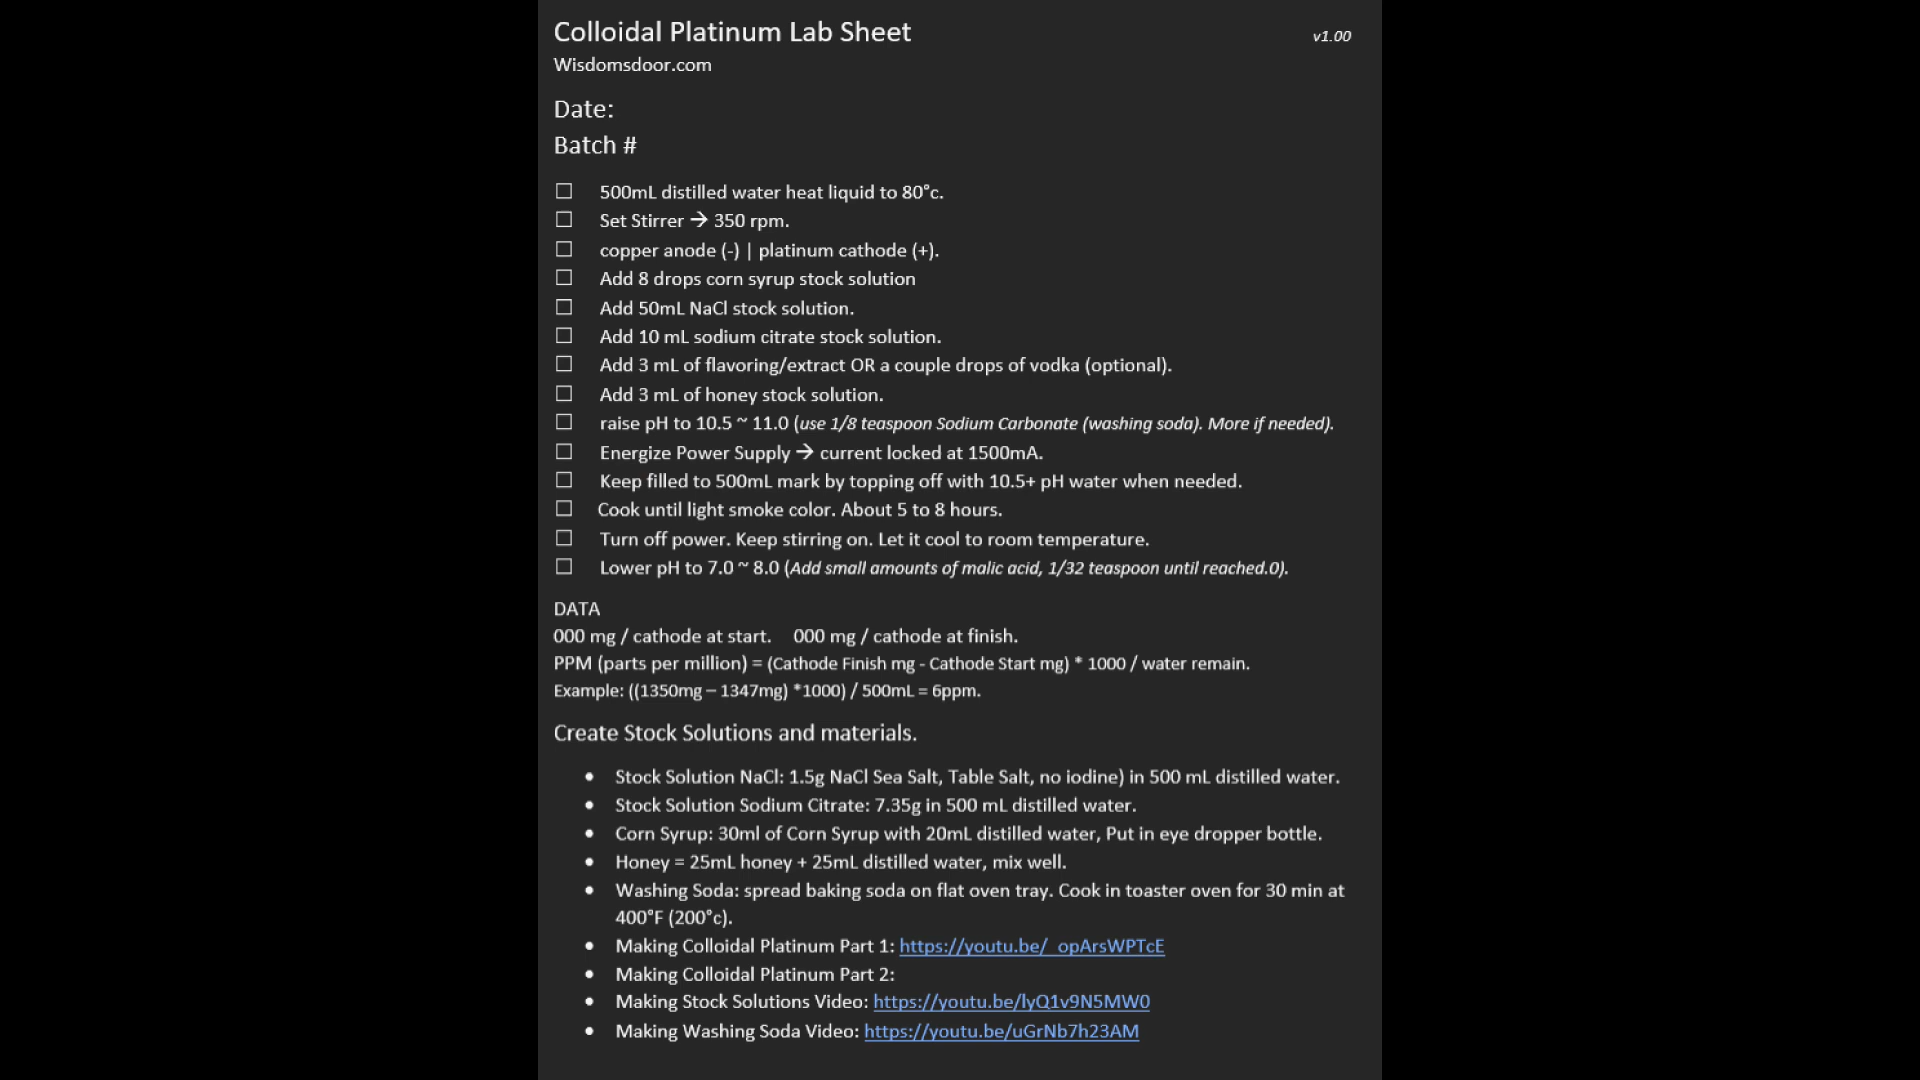 Colloidal Platinum Lab Sheet v1.00
Wisdomsdoor.com
Date:
Batch #
☐ 500mL distilled water heat liquid to 80°c.
☐ Set Stirrer → 350 rpm.
☐ copper anode (-) | platinum cathode (+).
☐ Add 8 drops corn syrup stock solution
☐ Add 50mL NaCl stock solution.
☐ Add 10 mL sodium citrate stock solution.
☐ Add 3 mL of flavoring/extract OR a couple drops of vodka (optional).
☐ Add 3 mL of honey stock solution.
☐ raise pH to 10.5 ~ 11.0 (use 1/8 teaspoon Sodium Carbonate (washing soda). More if needed).
☐ Energize Power Supply → current locked at 1500mA.
☐ Keep filled to 500mL mark by topping off with 10.5+ pH water when needed.
☐ Cook until light smoke color. About 5 to 8 hours.
☐ Turn off power. Keep stirring on. Let it cool to room temperature.
☐ Lower pH to 7.0 ~ 8.0 (Add small amounts of malic acid, 1/32 teaspoon until reached.0).
DATA
000 mg / cathode at start. 000 mg / cathode at finish.
PPM (parts per million) = (Cathode Finish mg - Cathode Start mg) * 1000 / water remain.
Example: ((1350mg – 1347mg) *1000) / 500mL = 6ppm.
Create Stock Solutions and materials.
• Stock Solution NaCl: 1.5g NaCl Sea Salt, Table Salt, no iodine) in 500 mL distilled water.
• Stock Solution Sodium Citrate: 7.35g in 500 mL distilled water.
• Corn Syrup: 30ml of Corn Syrup with 20mL distilled water, Put in eye dropper bottle.
• Honey = 25mL honey + 25mL distilled water, mix well.
• Washing Soda: spread baking soda on flat oven tray. Cook in toaster oven for 30 min at
400°F (200°c).
• Making Colloidal Platinum Part 1: https://youtu.be/_opArsWPTcE
• Making Colloidal Platinum Part 2:
• Making Stock Solutions Video: https://youtu.be/lyQ1v9N5MW0
• Making Washing Soda Video: https://youtu.be/uGrNb7h23AM